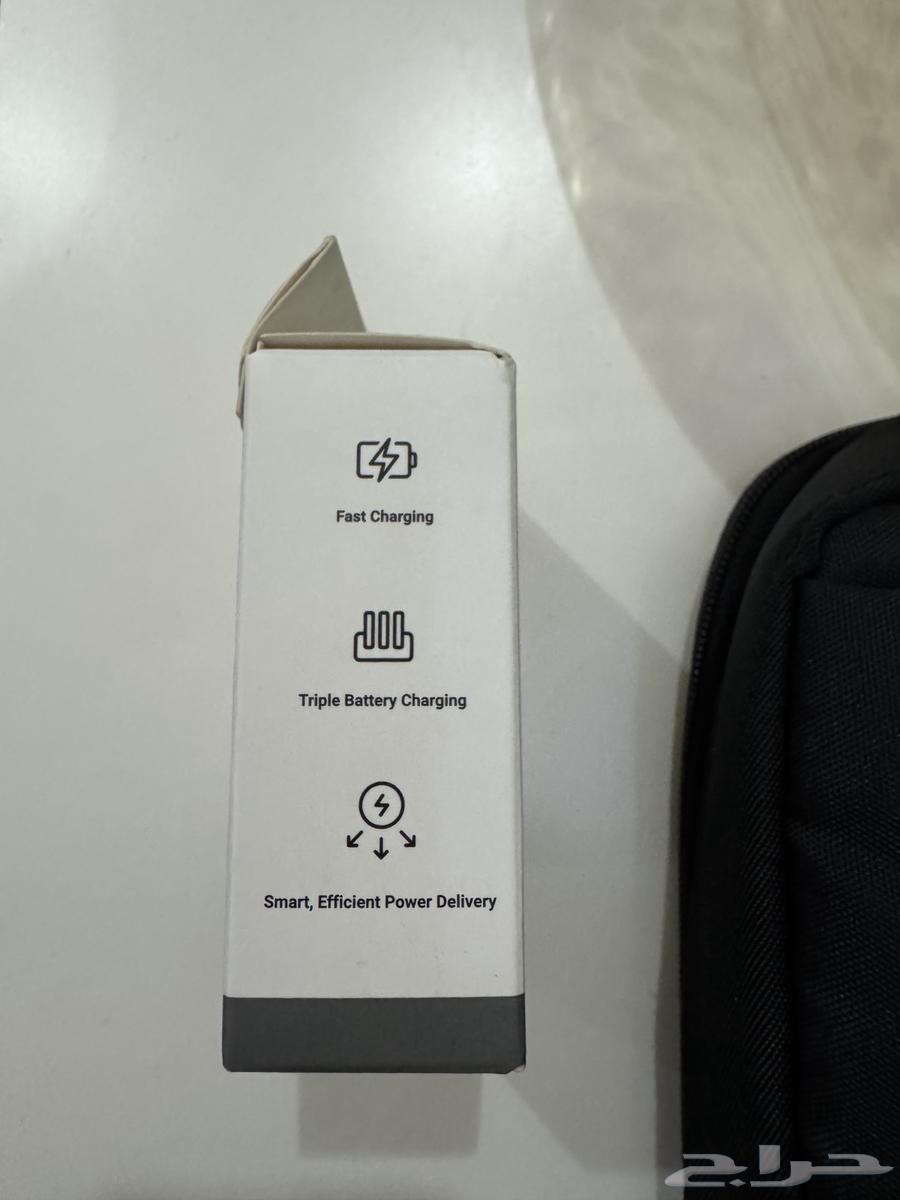 Fast Charging
Triple Battery Charging
Smart, Efficient Power Delivery
حراج